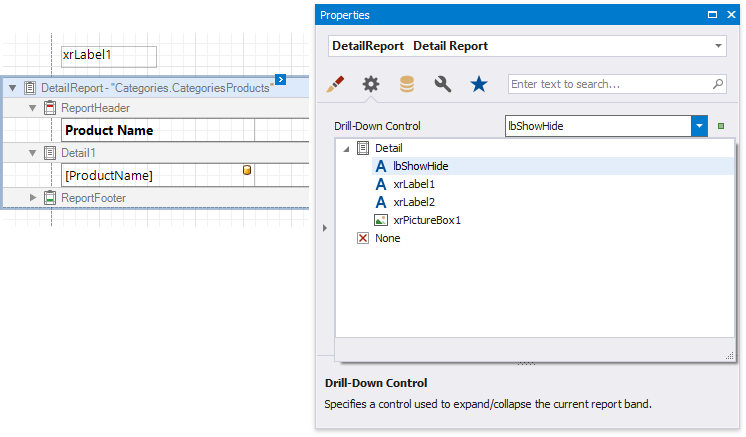 xrLabel1
DetailReport - "Categories.CategoriesProducts"
ReportHeader
Product Name
Detail1
[ProductName]
ReportFooter
Properties
DetailReport Detail Report
Enter text to search...
Drill-Down Control
lbShowHide
Detail
lbShowHide
xrLabel1
xrLabel2
xrPictureBox1
None
Drill-Down Control
Specifies a control used to expand/collapse the current report band.